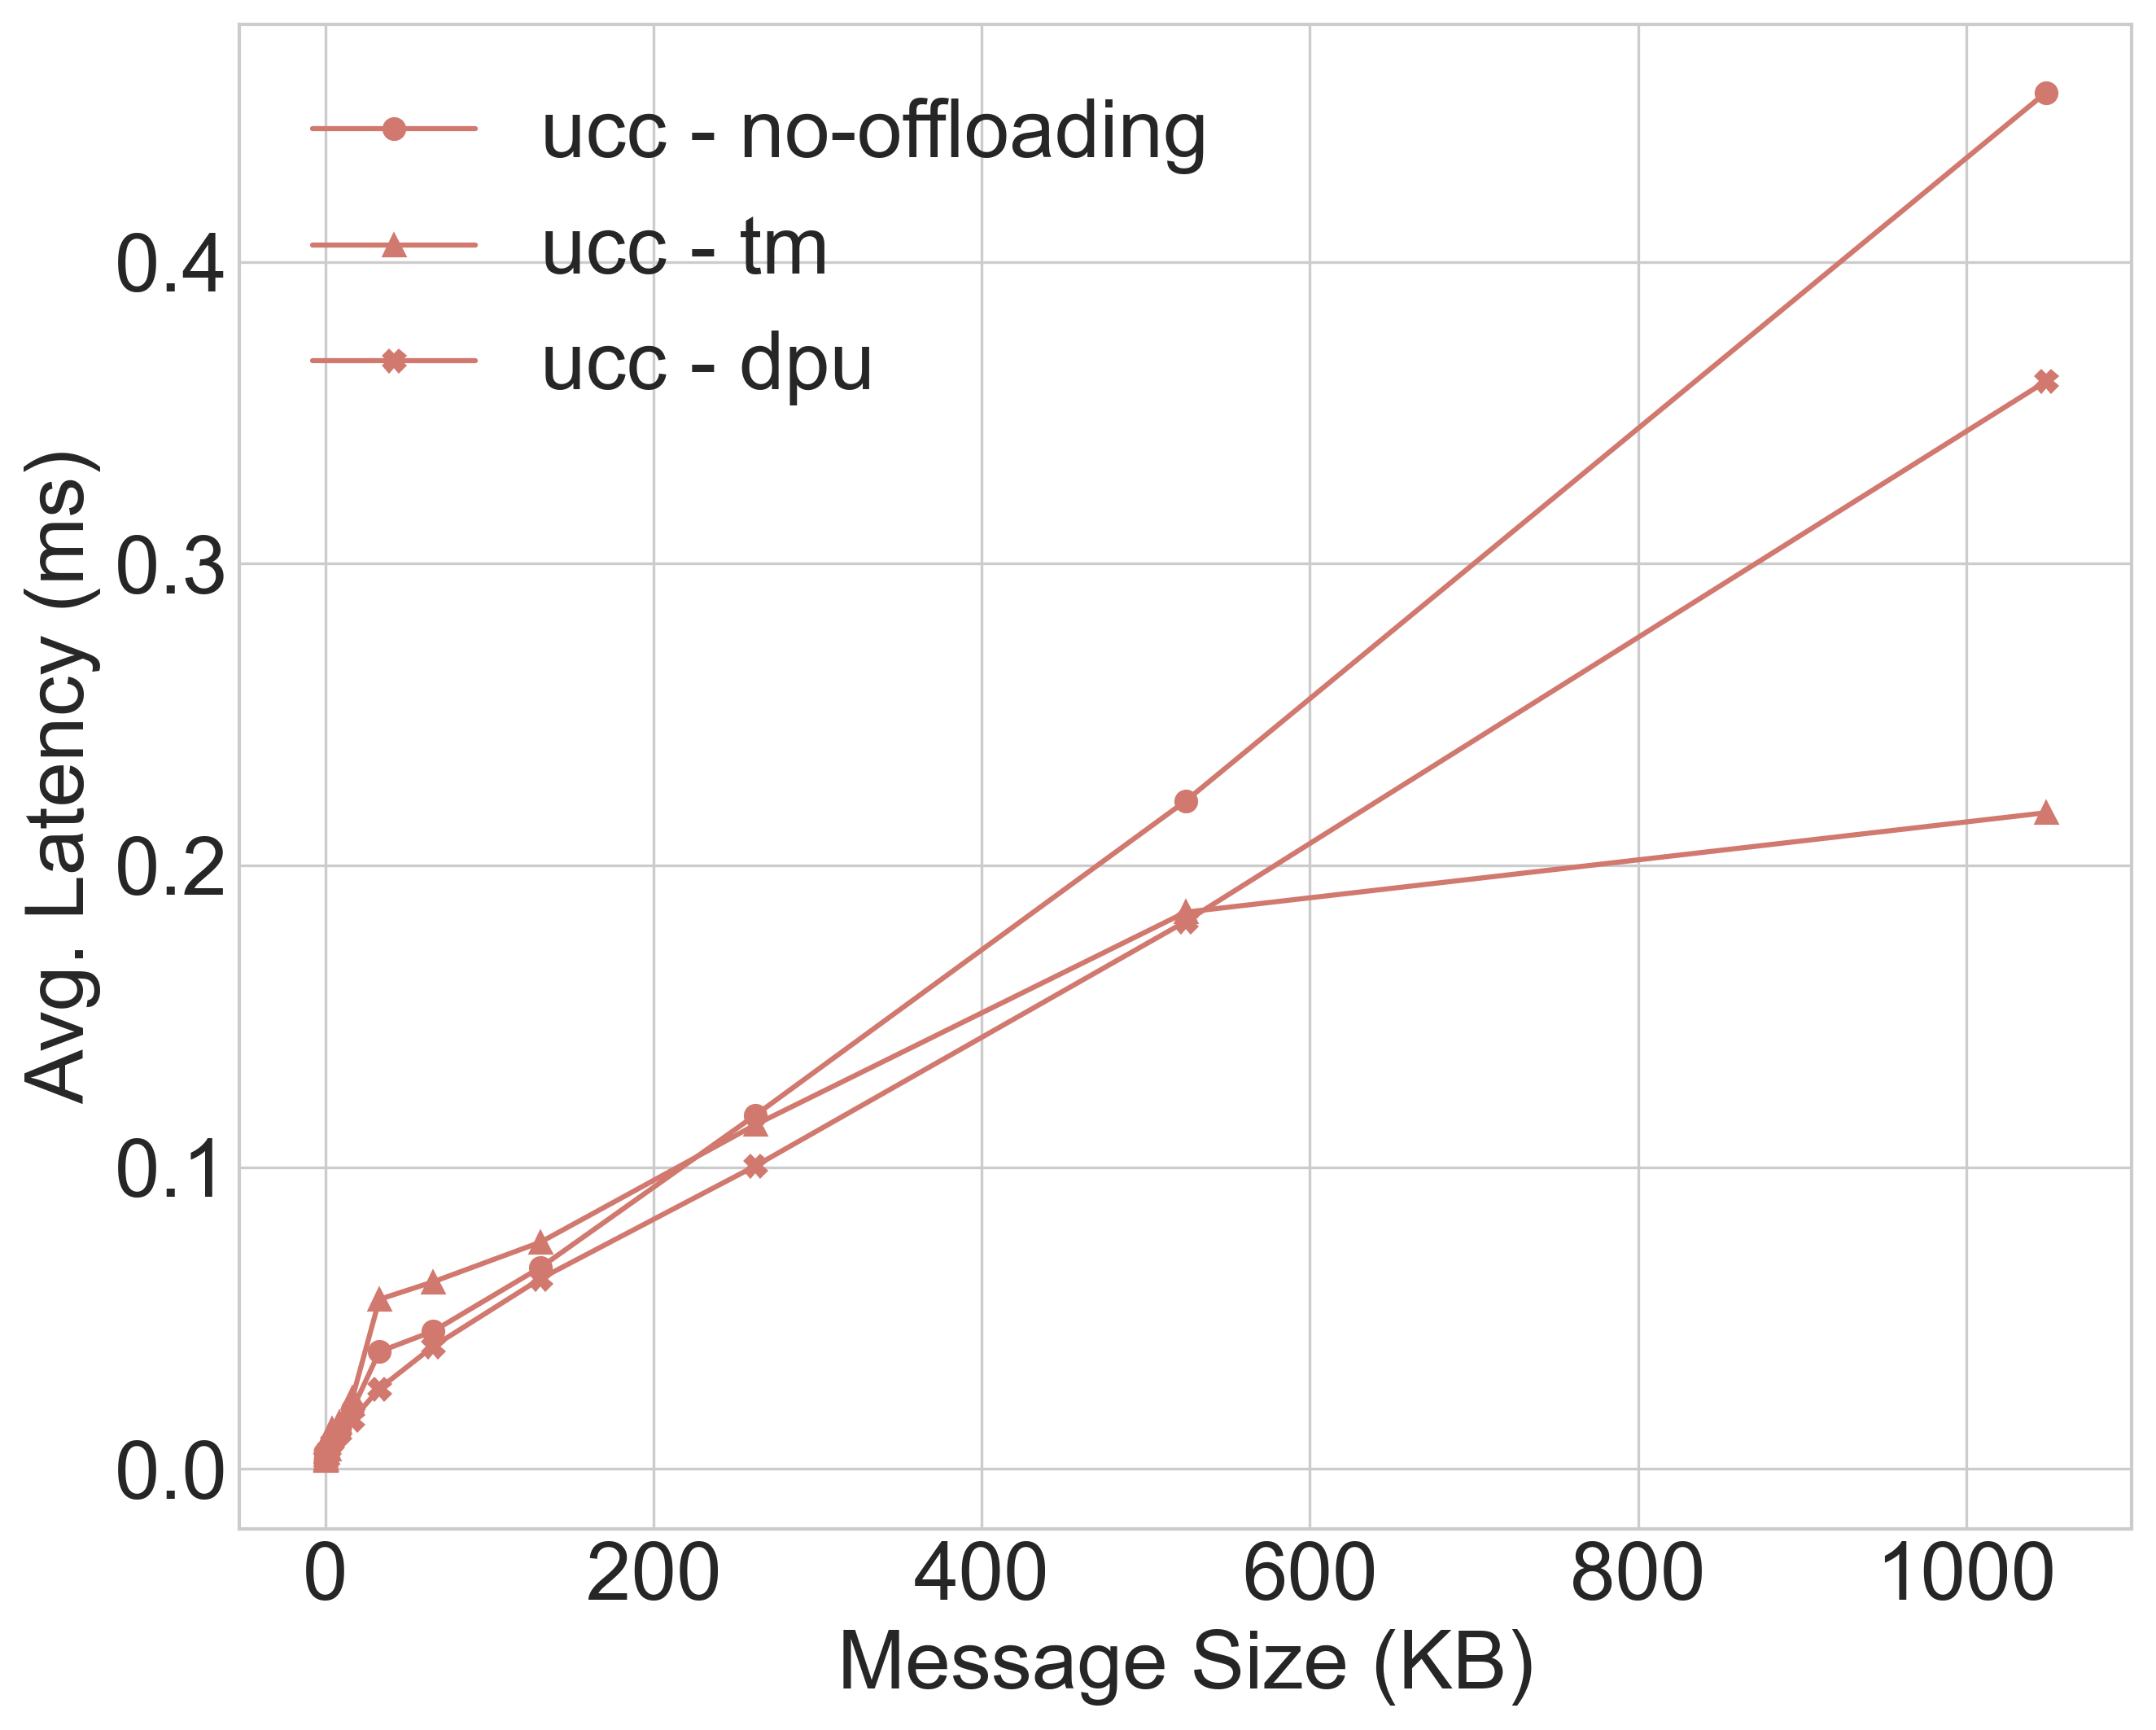 ucc - no-offloading
ucc - tm
ucc - dpu
Avg. Latency (ms)
0.4
0.3
0.2
0.1
0.0
0 200 400 600 800 1000
Message Size (KB)